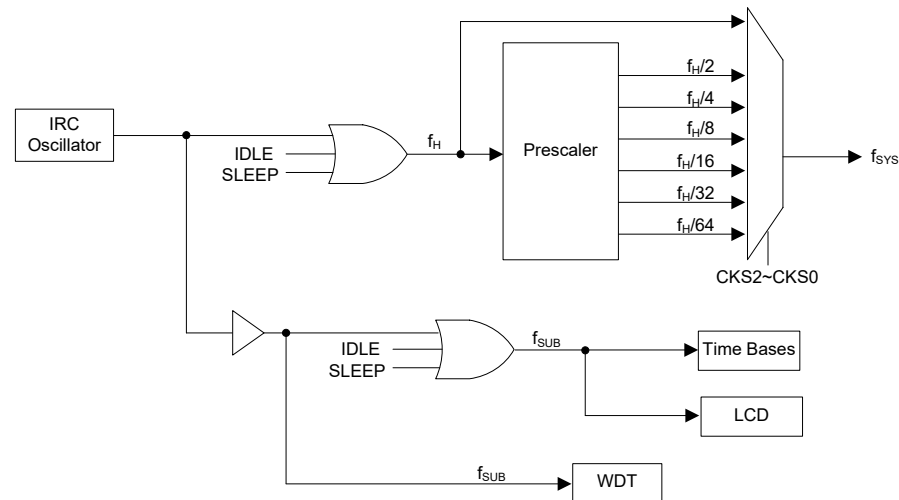 IRC
Oscillator
IDLE
SLEEP
fH
Prescaler
fH/2
fH/4
fH/8
fH/16
fH/32
fH/64
fSYS
CKS2~CKS0
IDLE
SLEEP
fSUB
Time Bases
LCD
fSUB
WDT